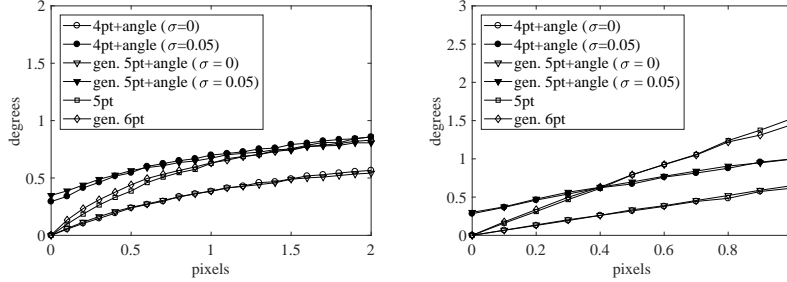 2
1.5
1
0.5
0
degrees
4pt+angle (σ=0)
4pt+angle (σ=0.05)
gen. 5pt+angle (σ = 0)
gen. 5pt+angle (σ = 0.05)
5pt
gen. 6pt
0 0.5 1 1.5 2
pixels
3
2.5
2
1.5
1
0.5
0
degrees
4pt+angle (σ=0)
4pt+angle (σ=0.05)
gen. 5pt+angle (σ = 0)
gen. 5pt+angle (σ = 0.05)
5pt
gen. 6pt
0 0.2 0.4 0.6 0.8
pixels